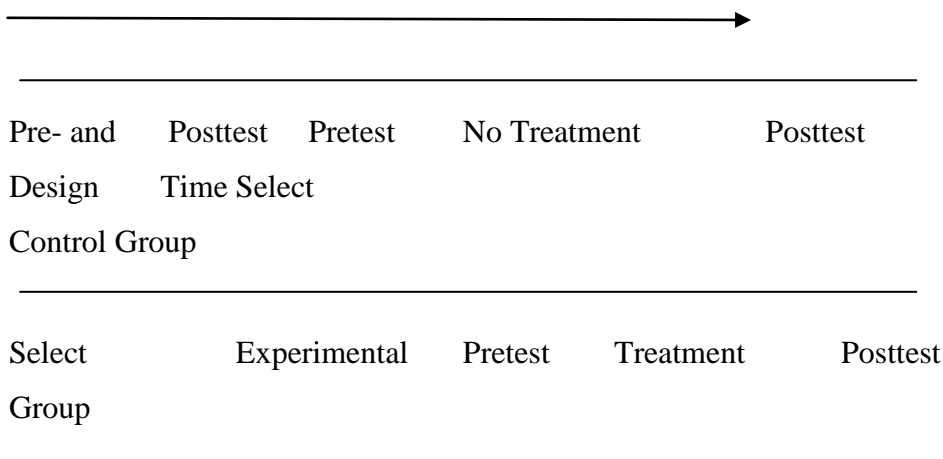 Pre- and Posttest Pretest No Treatment Posttest
Design Time Select
Control Group
Select Experimental Pretest Treatment Posttest
Group